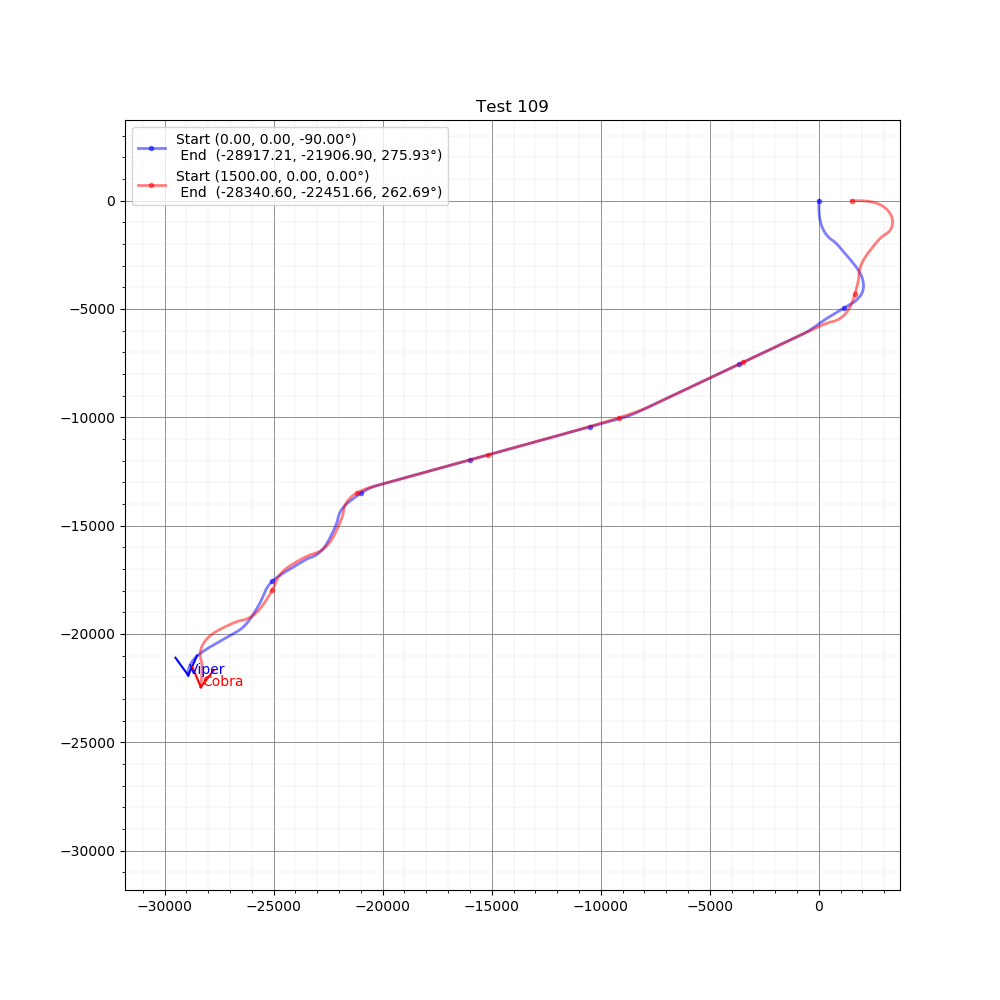 Test 109
Start (0.00, 0.00, -90.00°)
End  (-28917.21, -21906.90, 275.93°)
Start (1500.00, 0.00, 0.00°)
End  (-28340.60, -22451.66, 262.69°)
0
−5000
−10000
−15000
−20000
−25000
−30000
Viper
Cobra
−30000 −25000 −20000 −15000 −10000 −5000 0